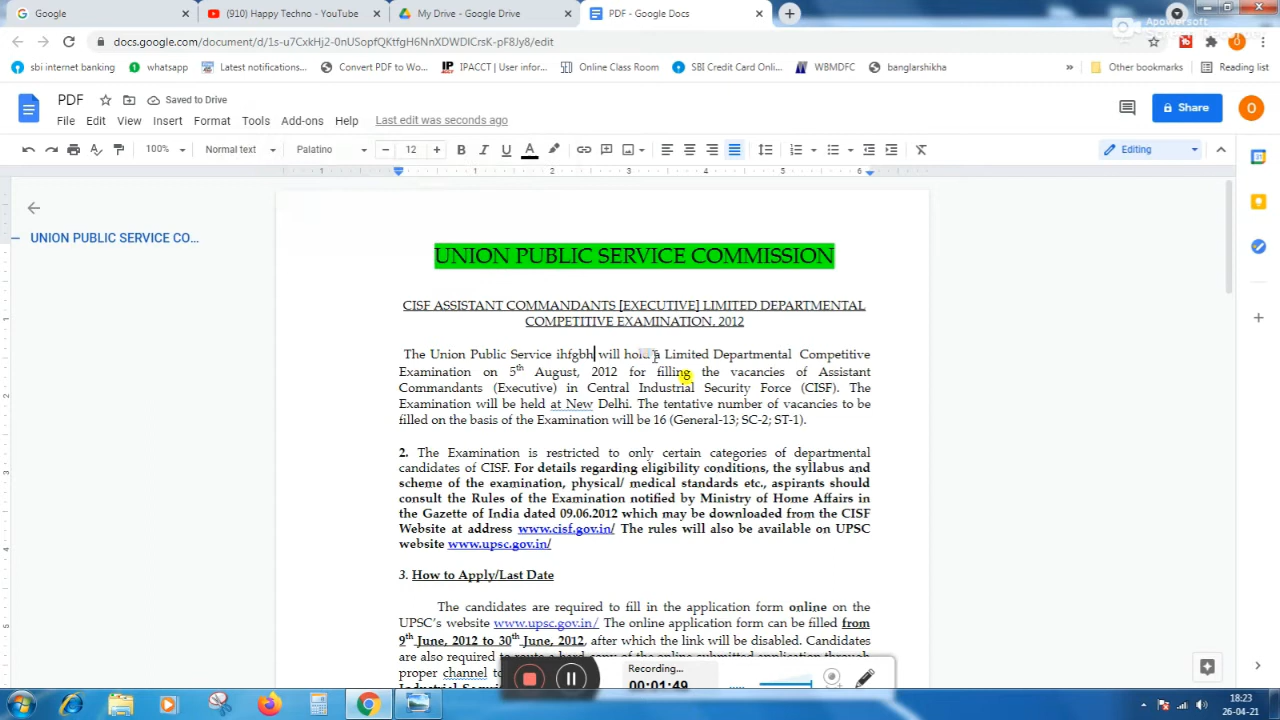 Google
(910) Happy Techno - YouTube
My Drive - Google Drive
PDF - Google Docs
Apowersoft
Screen Recorder
docs.google.com/document/d/
/edit
sbi internet banking
whatsapp
Latest notifications...
Convert PDF to Wo...
IPACCT | User infor...
Online Class Room
SBI Credit Card Onli...
WBMDFC
banglarshikha
»
Other bookmarks
Reading list
PDF
Saved to Drive
File Edit View Insert Format Tools Add-ons Help
Last edit was seconds ago
Share
O
100%
Normal text
Palatino
12
Editing
UNION PUBLIC SERVICE CO...
UNION PUBLIC SERVICE COMMISSION
CISF ASSISTANT COMMANDANTS [EXECUTIVE] LIMITED DEPARTMENTAL
COMPETITIVE EXAMINATION, 2012
The Union Public Service ihfgbh will hold a Limited Departmental Competitive
Examination on 5th August, 2012 for filling the vacancies of Assistant
Commandants (Executive) in Central Industrial Security Force (CISF). The
Examination will be held at New Delhi. The tentative number of vacancies to be
filled on the basis of the Examination will be 16 (General-13; SC-2; ST-1).
2. The Examination is restricted to only certain categories of departmental
candidates of CISF. For details regarding eligibility conditions, the syllabus and
scheme of the examination, physical/ medical standards etc., aspirants should
consult the Rules of the Examination notified by Ministry of Home Affairs in
the Gazette of India dated 09.06.2012 which may be downloaded from the CISF
Website at address www.cisf.gov.in/ The rules will also be available on UPSC
website www.upsc.gov.in/
3. How to Apply/Last Date
The candidates are required to fill in the application form online on the
UPSC's website www.upsc.gov.in/ The online application form can be filled from
9th June, 2012 to 30th June, 2012, after which the link will be disabled. Candidates
are also required to route a hard copy of the online submitted application through
proper channel
Recording...
00:01:49
18:23
26-04-21